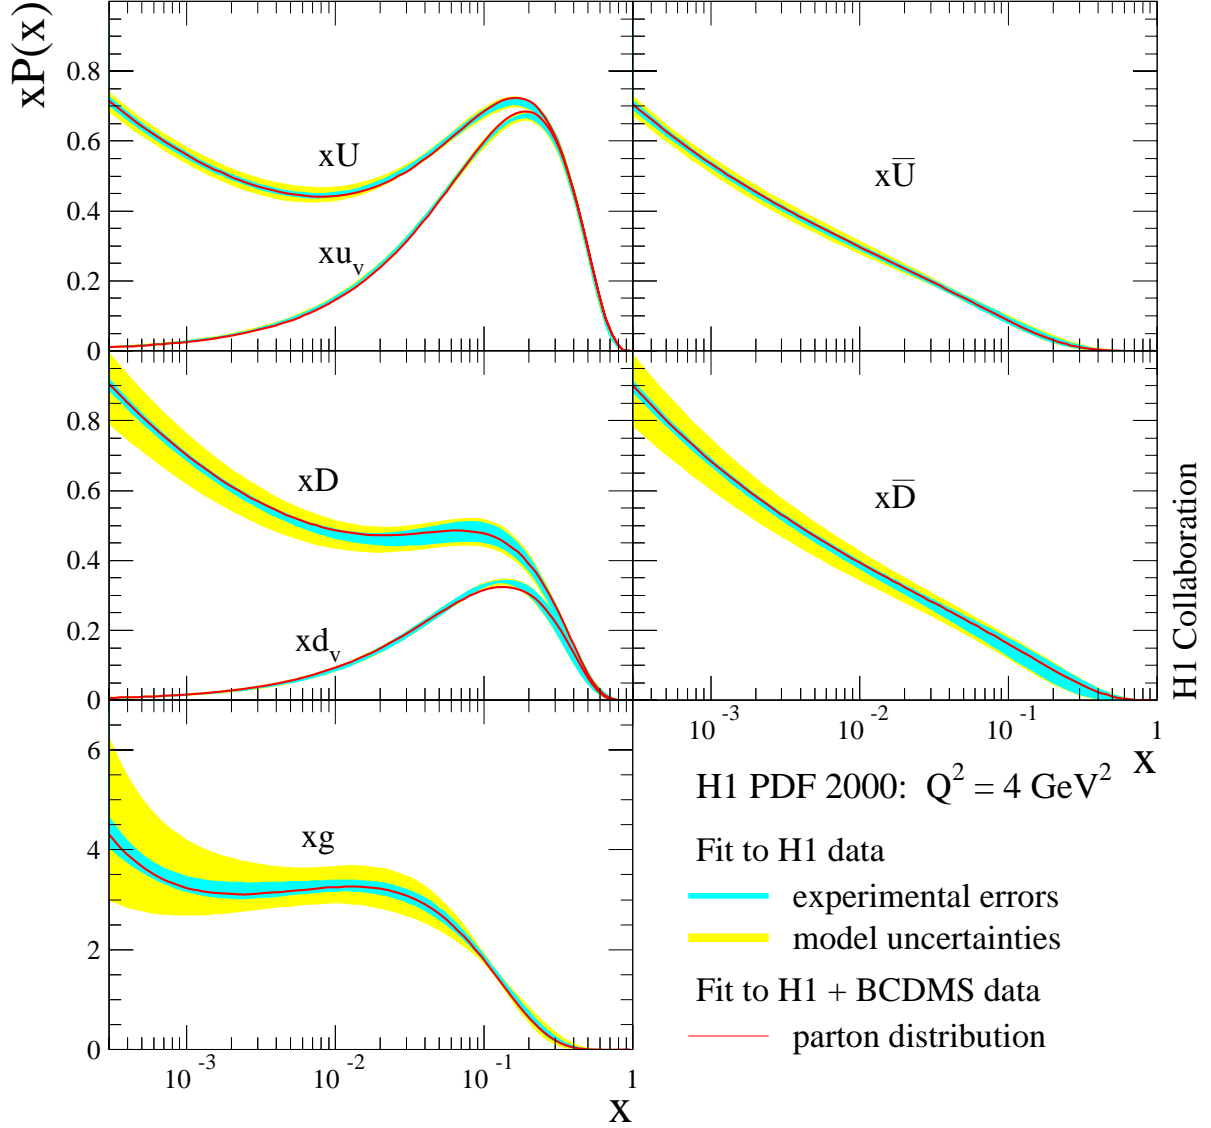 xP(x)
0.8
0.6
0.4
0.2
0
xU
xu_v
xU̅
0.8
0.6
0.4
0.2
0
xD
xd_v
xD̅
10^-3 10^-2 10^-1 1
x
6
4
2
0
xg
10^-3 10^-2 10^-1 1
x
H1 PDF 2000: Q^2 = 4 GeV^2
Fit to H1 data
experimental errors
model uncertainties
Fit to H1 + BCDMS data
parton distribution
H1 Collaboration